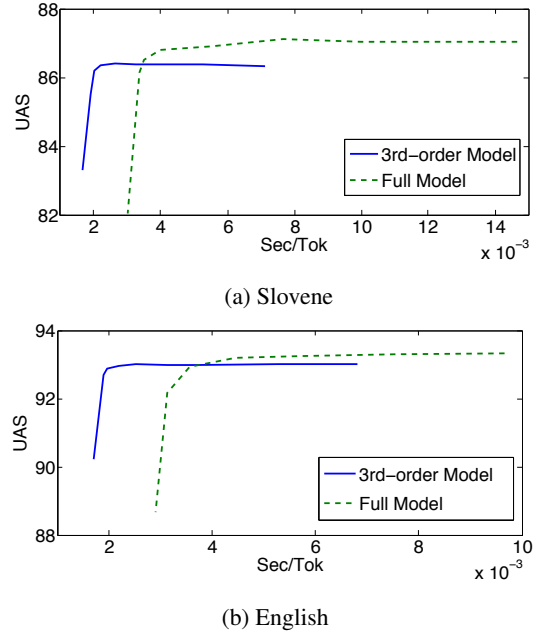 88
86
84
82
UAS
3rd−order Model
Full Model
2 4 6 8 10 12 14
Sec/Tok
x 10⁻³
(a) Slovene
94
92
90
88
UAS
3rd−order Model
Full Model
2 4 6 8 10
Sec/Tok
x 10⁻³
(b) English